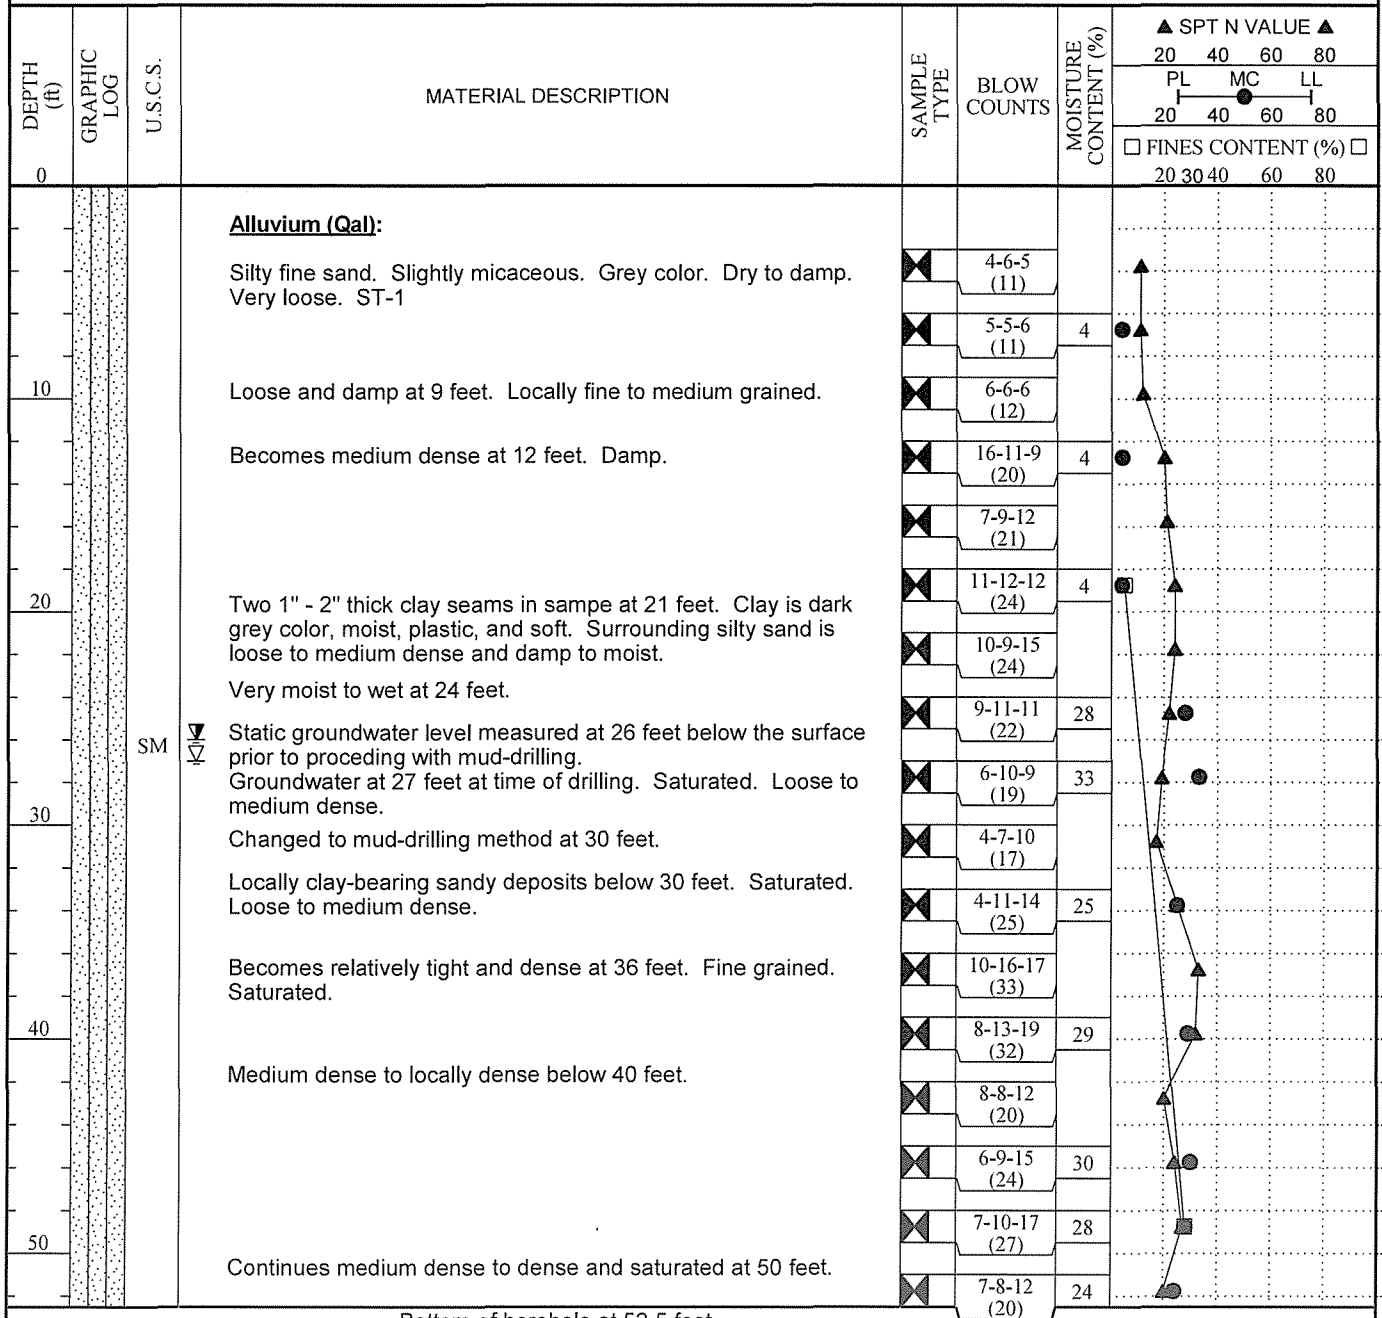 DEPTH (ft)
GRAPHIC LOG
U.S.C.S.
MATERIAL DESCRIPTION
SAMPLE TYPE
BLOW COUNTS
MOISTURE CONTENT (%)
▲ SPT N VALUE ▲
20 40 60 80
PL MC LL
20 40 60 80
□ FINES CONTENT (%) □
20 30 40 60 80
0
Alluvium (Qal):
4-6-5
(11)
Silty fine sand. Slightly micaceous. Grey color. Dry to damp.
Very loose. ST-1
5-5-6
(11)
4
10
Loose and damp at 9 feet. Locally fine to medium grained.
6-6-6
(12)
Becomes medium dense at 12 feet. Damp.
16-11-9
(20)
4
7-9-12
(21)
11-12-12
(24)
4
20
Two 1" - 2" thick clay seams in sampe at 21 feet. Clay is dark
grey color, moist, plastic, and soft. Surrounding silty sand is
loose to medium dense and damp to moist.
10-9-15
(24)
Very moist to wet at 24 feet.
9-11-11
(22)
28
SM
Static groundwater level measured at 26 feet below the surface
prior to proceding with mud-drilling.
Groundwater at 27 feet at time of drilling. Saturated. Loose to
medium dense.
6-10-9
(19)
33
30
Changed to mud-drilling method at 30 feet.
4-7-10
(17)
Locally clay-bearing sandy deposits below 30 feet. Saturated.
Loose to medium dense.
4-11-14
(25)
25
Becomes relatively tight and dense at 36 feet. Fine grained.
Saturated.
10-16-17
(33)
40
8-13-19
(32)
29
Medium dense to locally dense below 40 feet.
8-8-12
(20)
6-9-15
(24)
30
7-10-17
(27)
28
50
Continues medium dense to dense and saturated at 50 feet.
7-8-12
(20)
24
Bottom of borehole at 52.5 feet